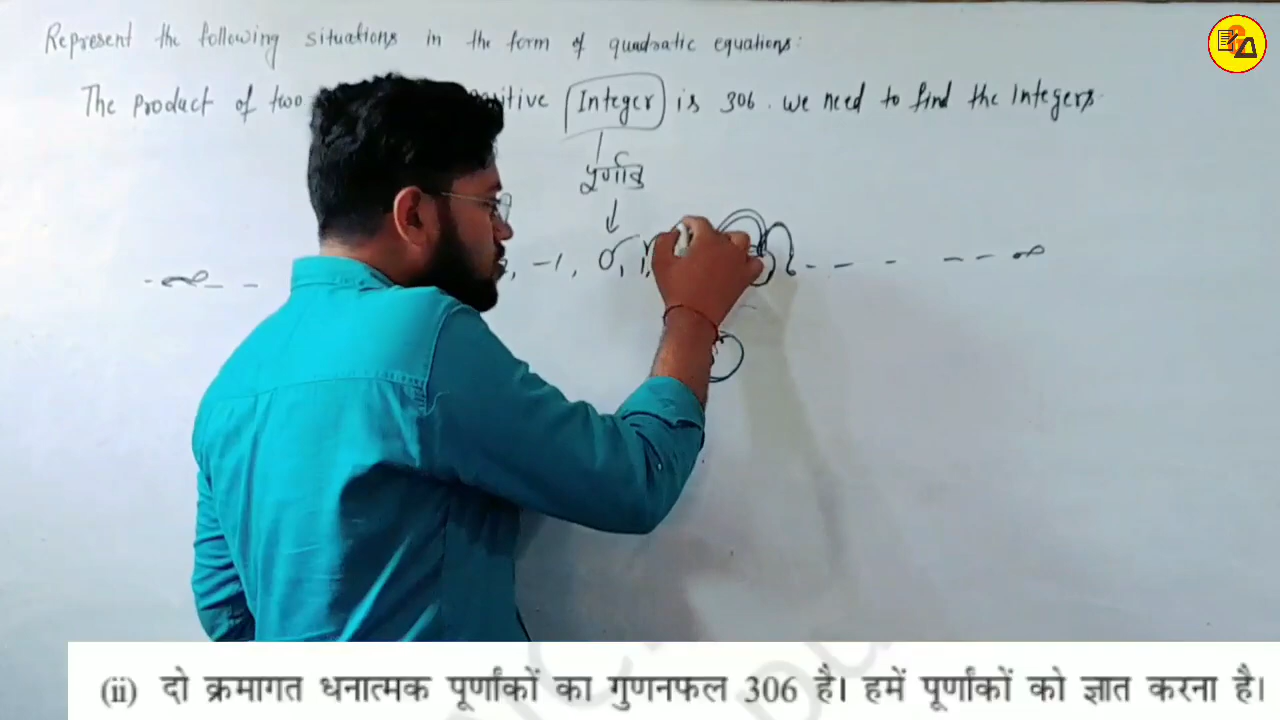 Represent the following situations in the form of quadratic equations:
The product of two itive Integer is 306. we need to find the Integers.
-∞ - - , -1, 0, 1, - - - - - ∞
(ii) दो क्रमागत धनात्मक पूर्णांकों का गुणनफल 306 है। हमें पूर्णांकों को ज्ञात करना है।